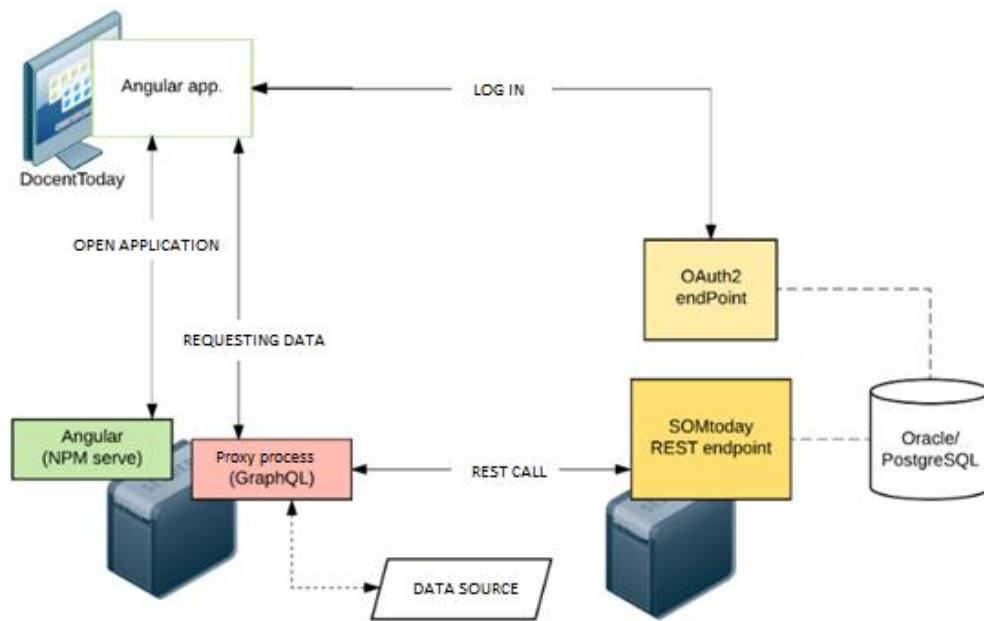 Angular app.
LOG IN
DocentToday
OPEN APPLICATION
OAuth2
endPoint
REQUESTING DATA
Angular
(NPM serve)
Proxy process
(GraphQL)
REST CALL
SOMtoday
REST endpoint
Oracle/
PostgreSQL
DATA SOURCE